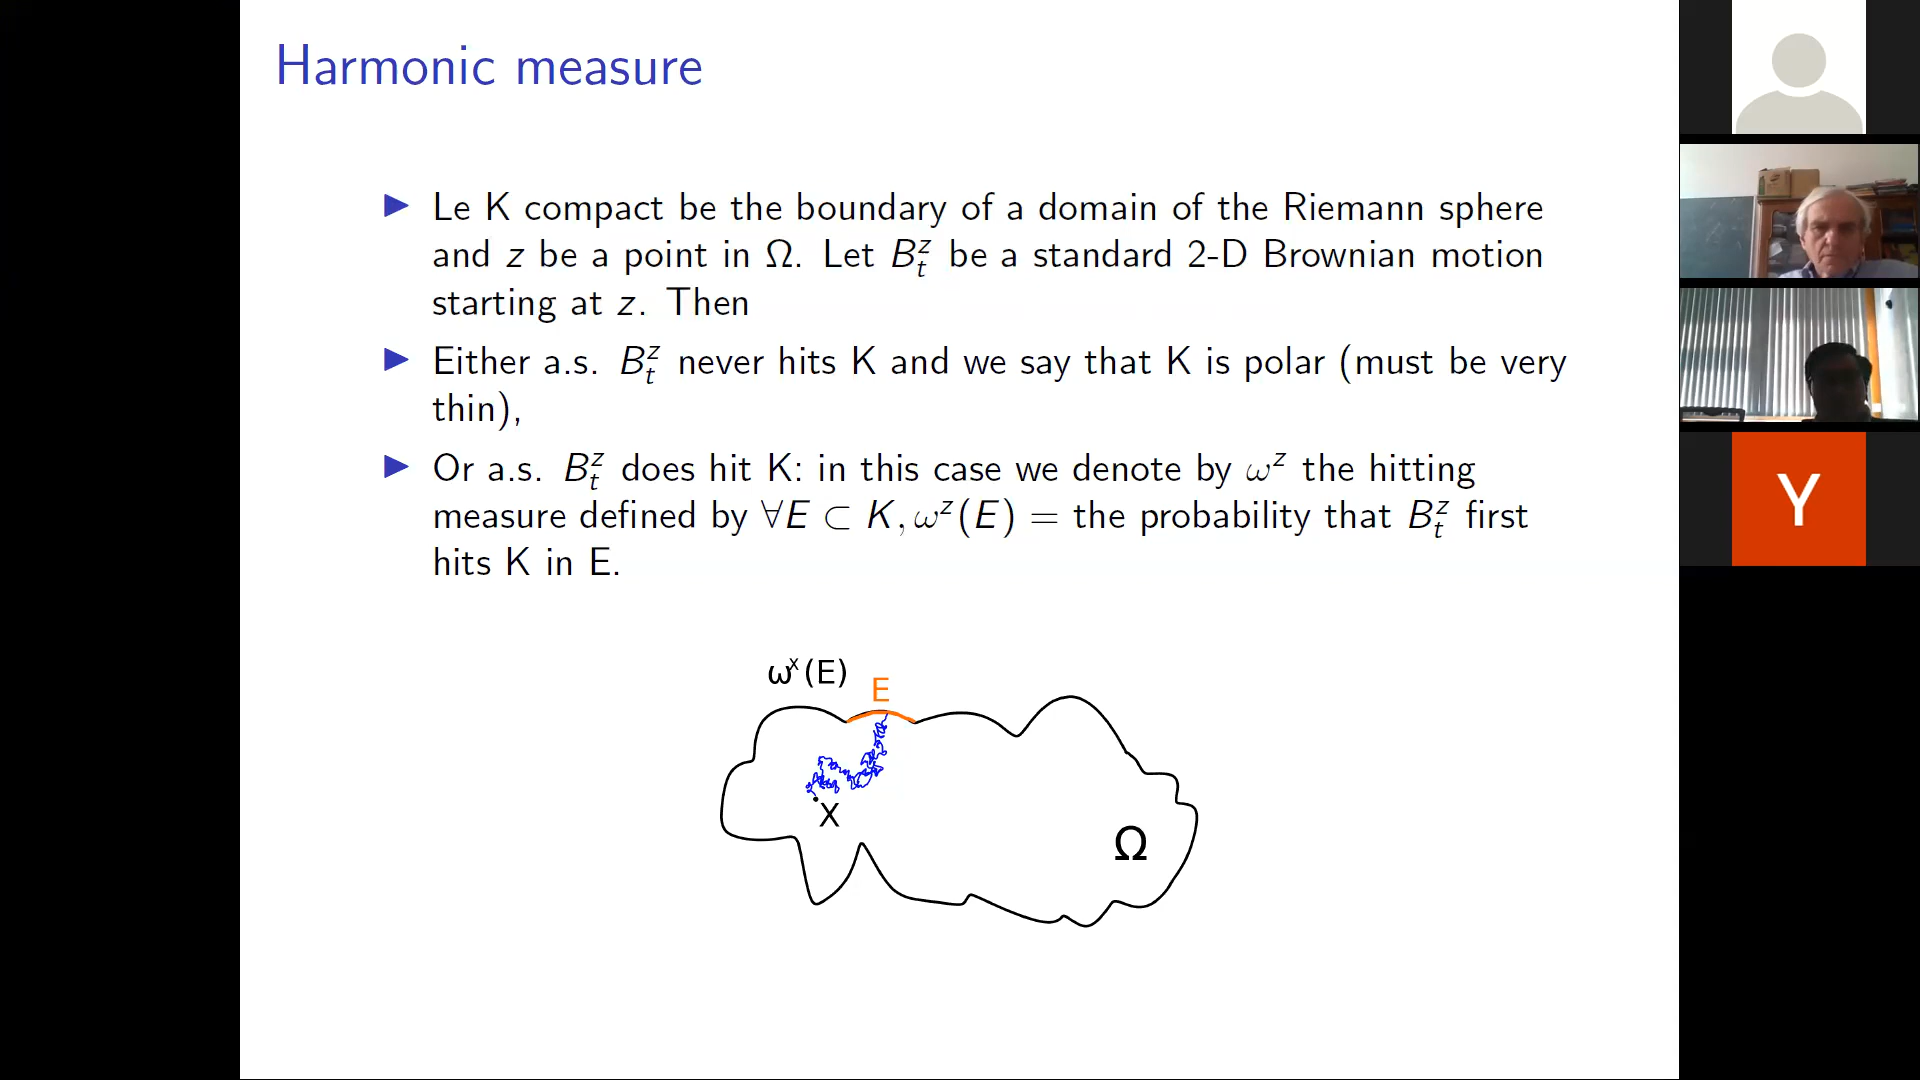 Harmonic measure
▶ Le K compact be the boundary of a domain of the Riemann sphere
and z be a point in Ω. Let B_t^z be a standard 2-D Brownian motion
starting at z. Then
▶ Either a.s. B_t^z never hits K and we say that K is polar (must be very
thin),
▶ Or a.s. B_t^z does hit K: in this case we denote by ω^z the hitting
measure defined by ∀E ⊂ K, ω^z(E) = the probability that B_t^z first
hits K in E.
ω^x(E)
E
X
Ω
Y